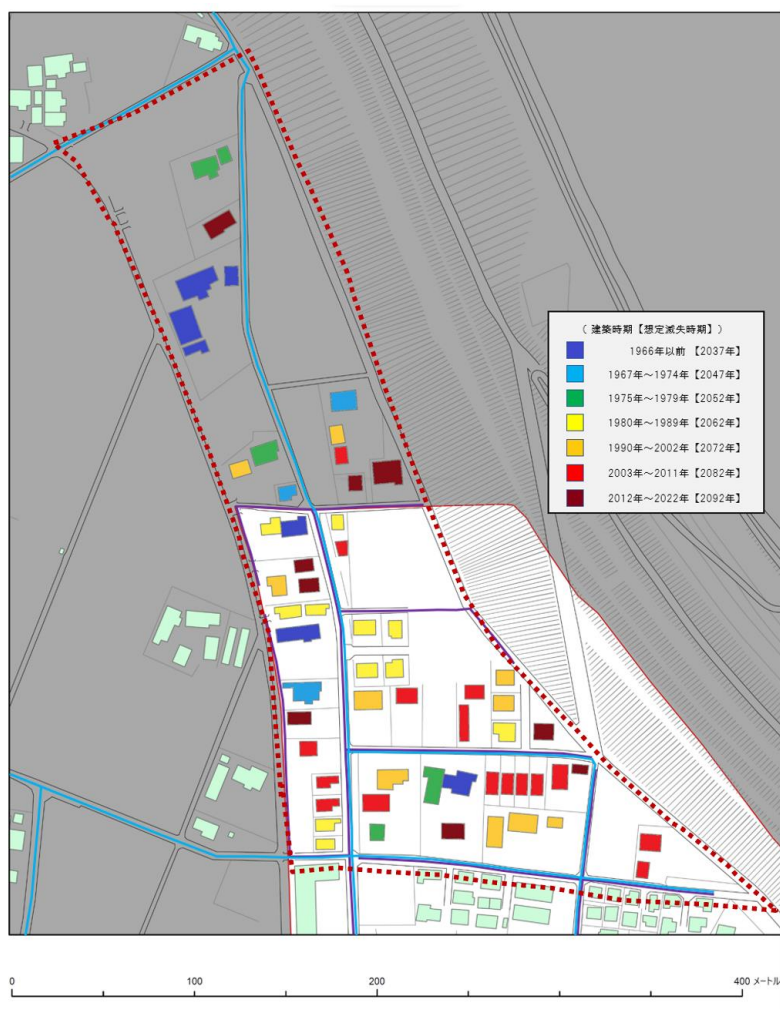 ( 建築時期【想定滅失時期】)
1966年以前【2037年】
1967年~1974年【2047年】
1975年~1979年【2052年】
1980年~1989年【2062年】
1990年~2002年【2072年】
2003年~2011年【2082年】
2012年~2022年【2092年】
0 100 200 400 メートル